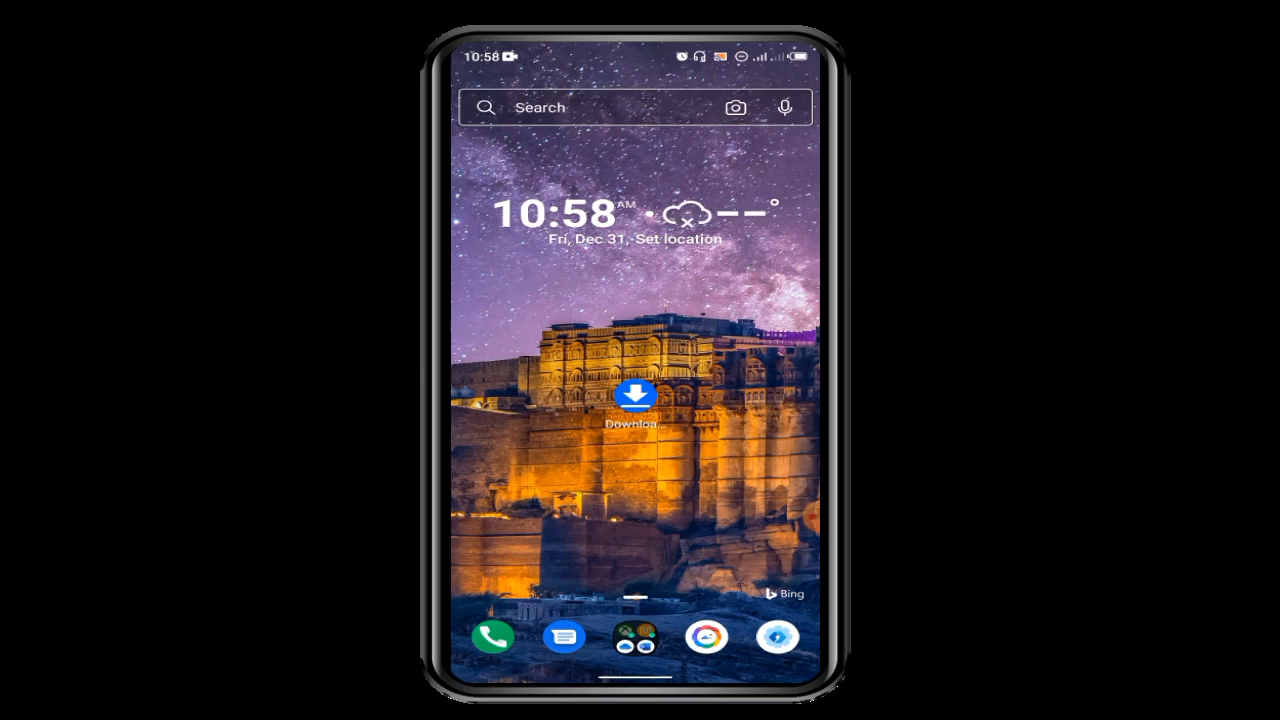 10:58
Search
10:58 AM
Fri, Dec 31, Set location
Downloa...
Bing